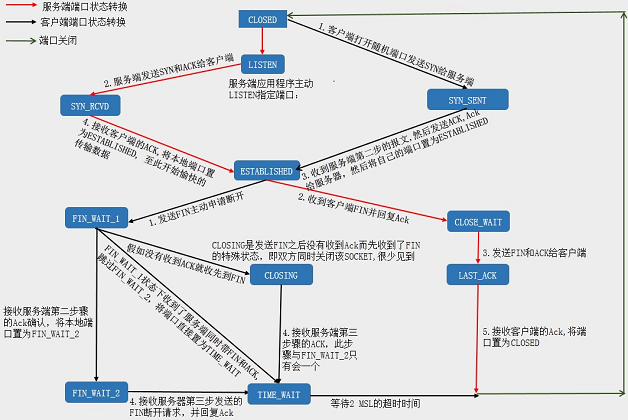 服务端端口状态转换
客户端端口状态转换
端口关闭
CLOSED
1.客户端打开随机端口发送SYN给服务端
LISTEN
2.服务端发送SYN和ACK给客户端
服务端应用程序主动
LISTEN指定端口；
SYN_RCVD
SYN_SENT
4.接收客户端的ACK,将本地端口置
为ESTABLISHED, 至此开始愉快的
传输数据
3.收到服务端第二步的报文,然后发送ACK,Ack
给服务器，然后将自己的端口置为ESTABLISHED
ESTABLISHED
1.发送FIN主动申请断开
2.收到客户端FIN并回复Ack
FIN_WAIT_1
CLOSE_WAIT
假如没有收到ACK就收先到FIN
CLOSING是发送FIN之后没有收到Ack而先收到了FIN
的特殊状态，即双方同时关闭该SOCKET,很少见到
3.发送FIN和ACK给客户端
CLOSING
LAST_ACK
FIN_WAIT_1状态下收到了服务端同时带FIN和ACK,
跳过FIN_WAIT_2, 将端口直接置为TIME_WAIT
接收服务端第二步骤
的Ack确认，将本地端
口置为FIN_WAIT_2
4.接收服务端第三
步骤的ACK，此步
骤与FIN_WAIT_2只
有会一个
5.接收客户端的Ack,将端
口置为CLOSED
FIN_WAIT_2
4.接收服务器第三步发送的
FIN断开请求，并回复Ack
TIME_WAIT
等待2 MSL的超时时间